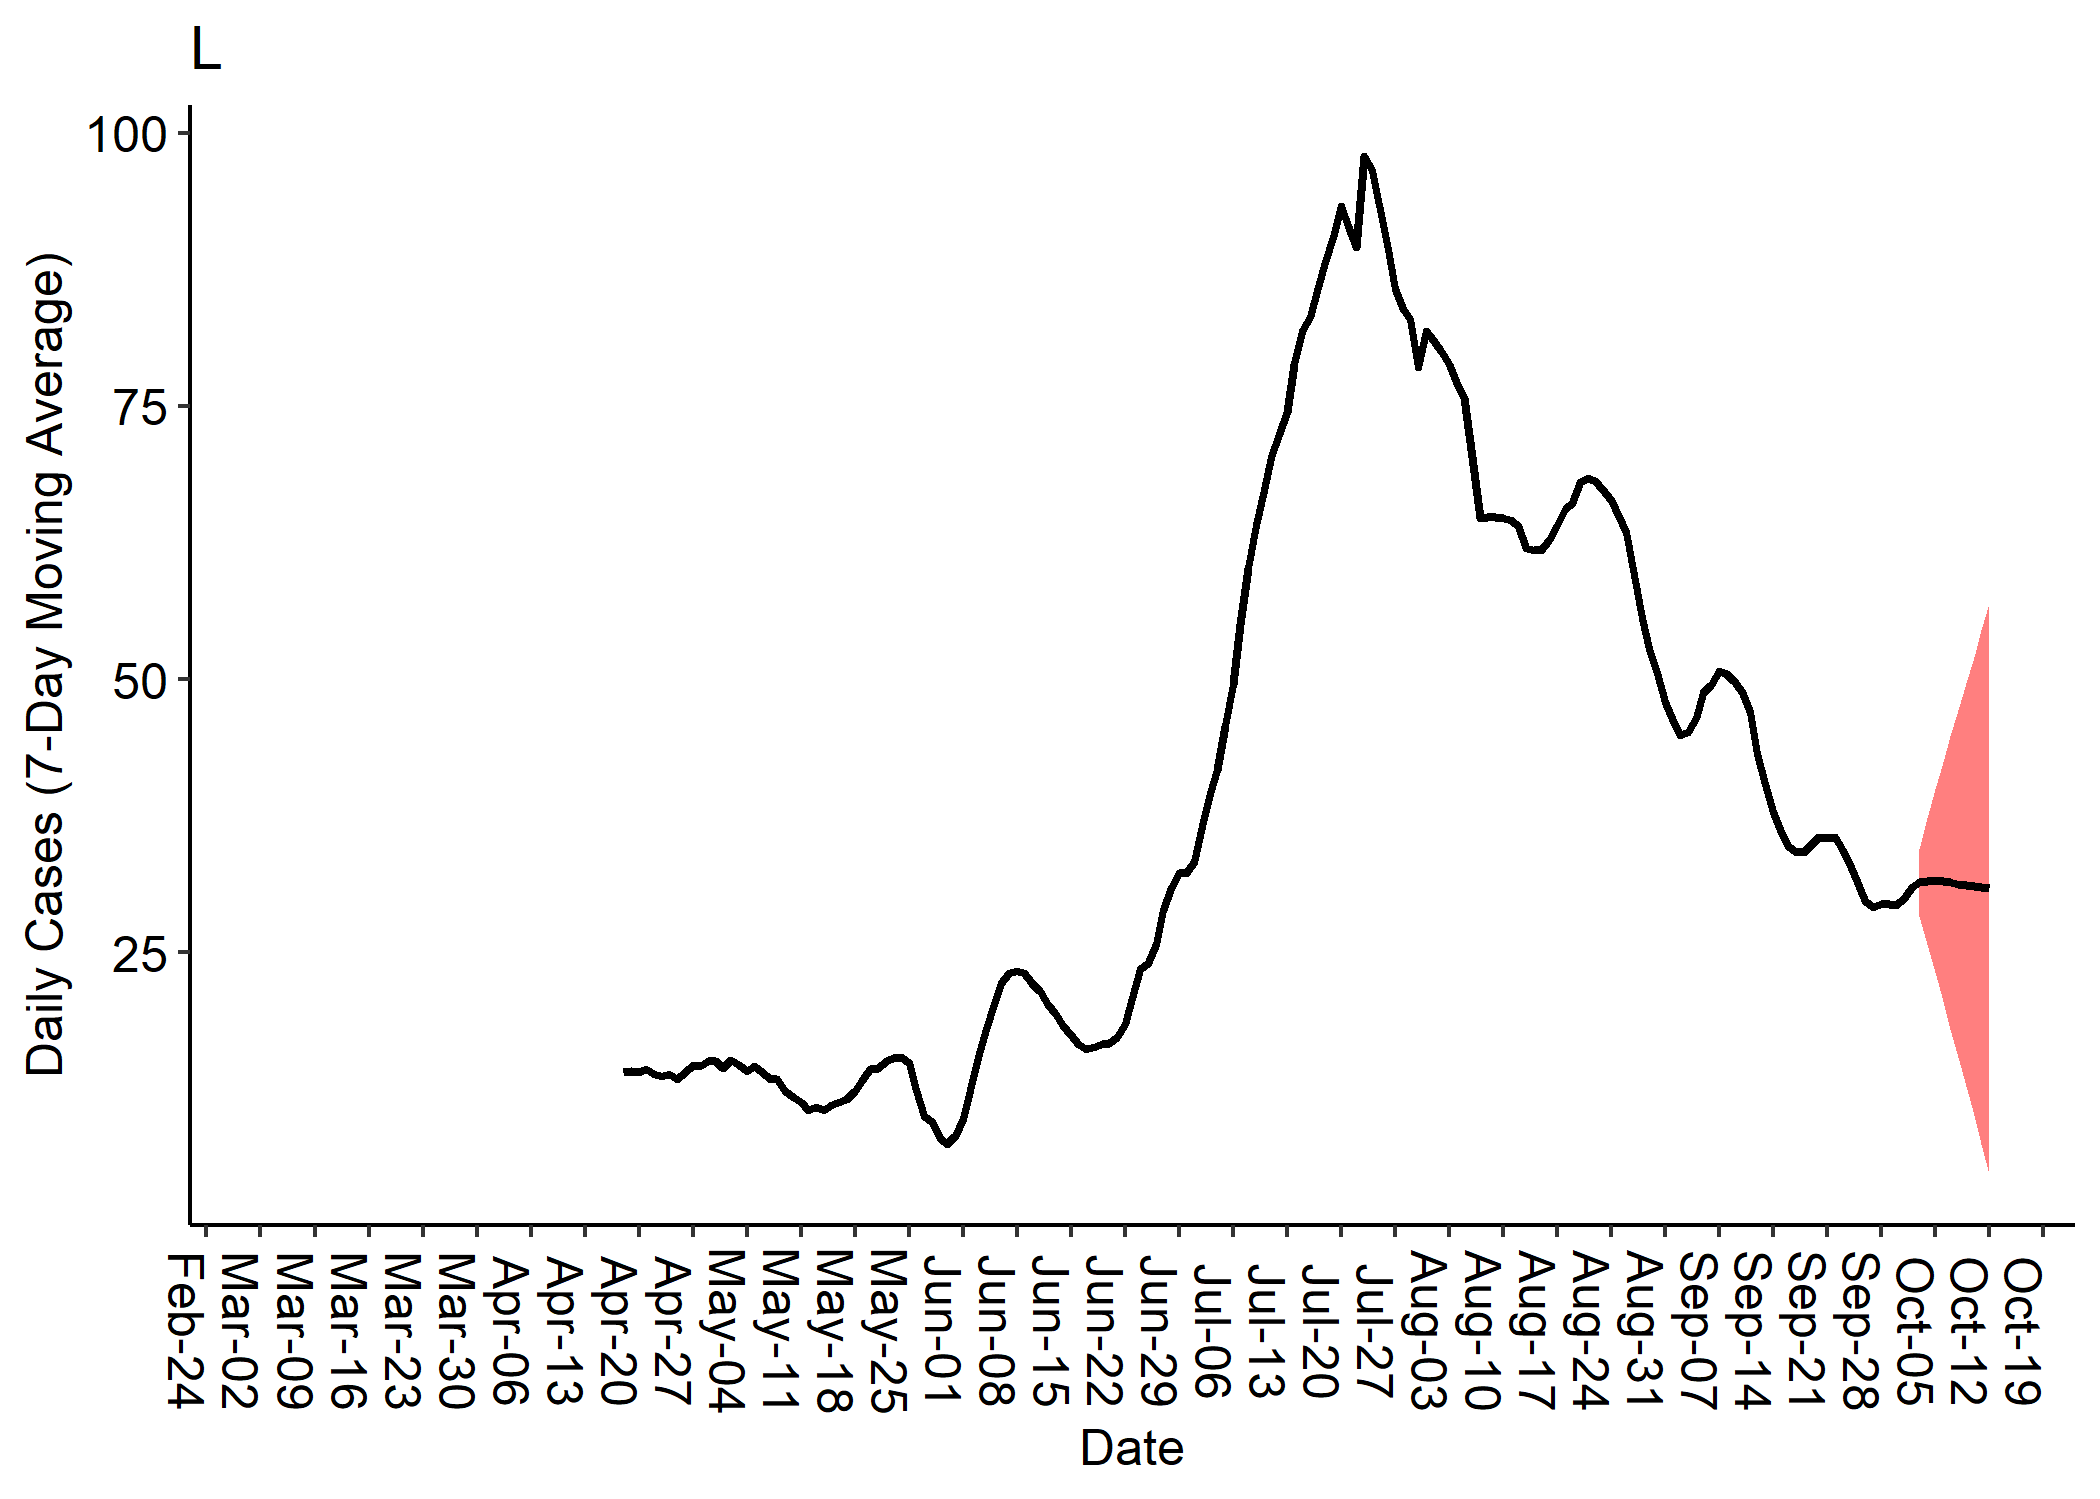 L
100
75
50
25
Daily Cases (7-Day Moving Average)
Feb-24
Mar-02
Mar-09
Mar-16
Mar-23
Mar-30
Apr-06
Apr-13
Apr-20
Apr-27
May-04
May-11
May-18
May-25
Jun-01
Jun-08
Jun-15
Jun-22
Jun-29
Jul-06
Jul-13
Jul-20
Jul-27
Aug-03
Aug-10
Aug-17
Aug-24
Aug-31
Sep-07
Sep-14
Sep-21
Sep-28
Oct-05
Oct-12
Oct-19
Date